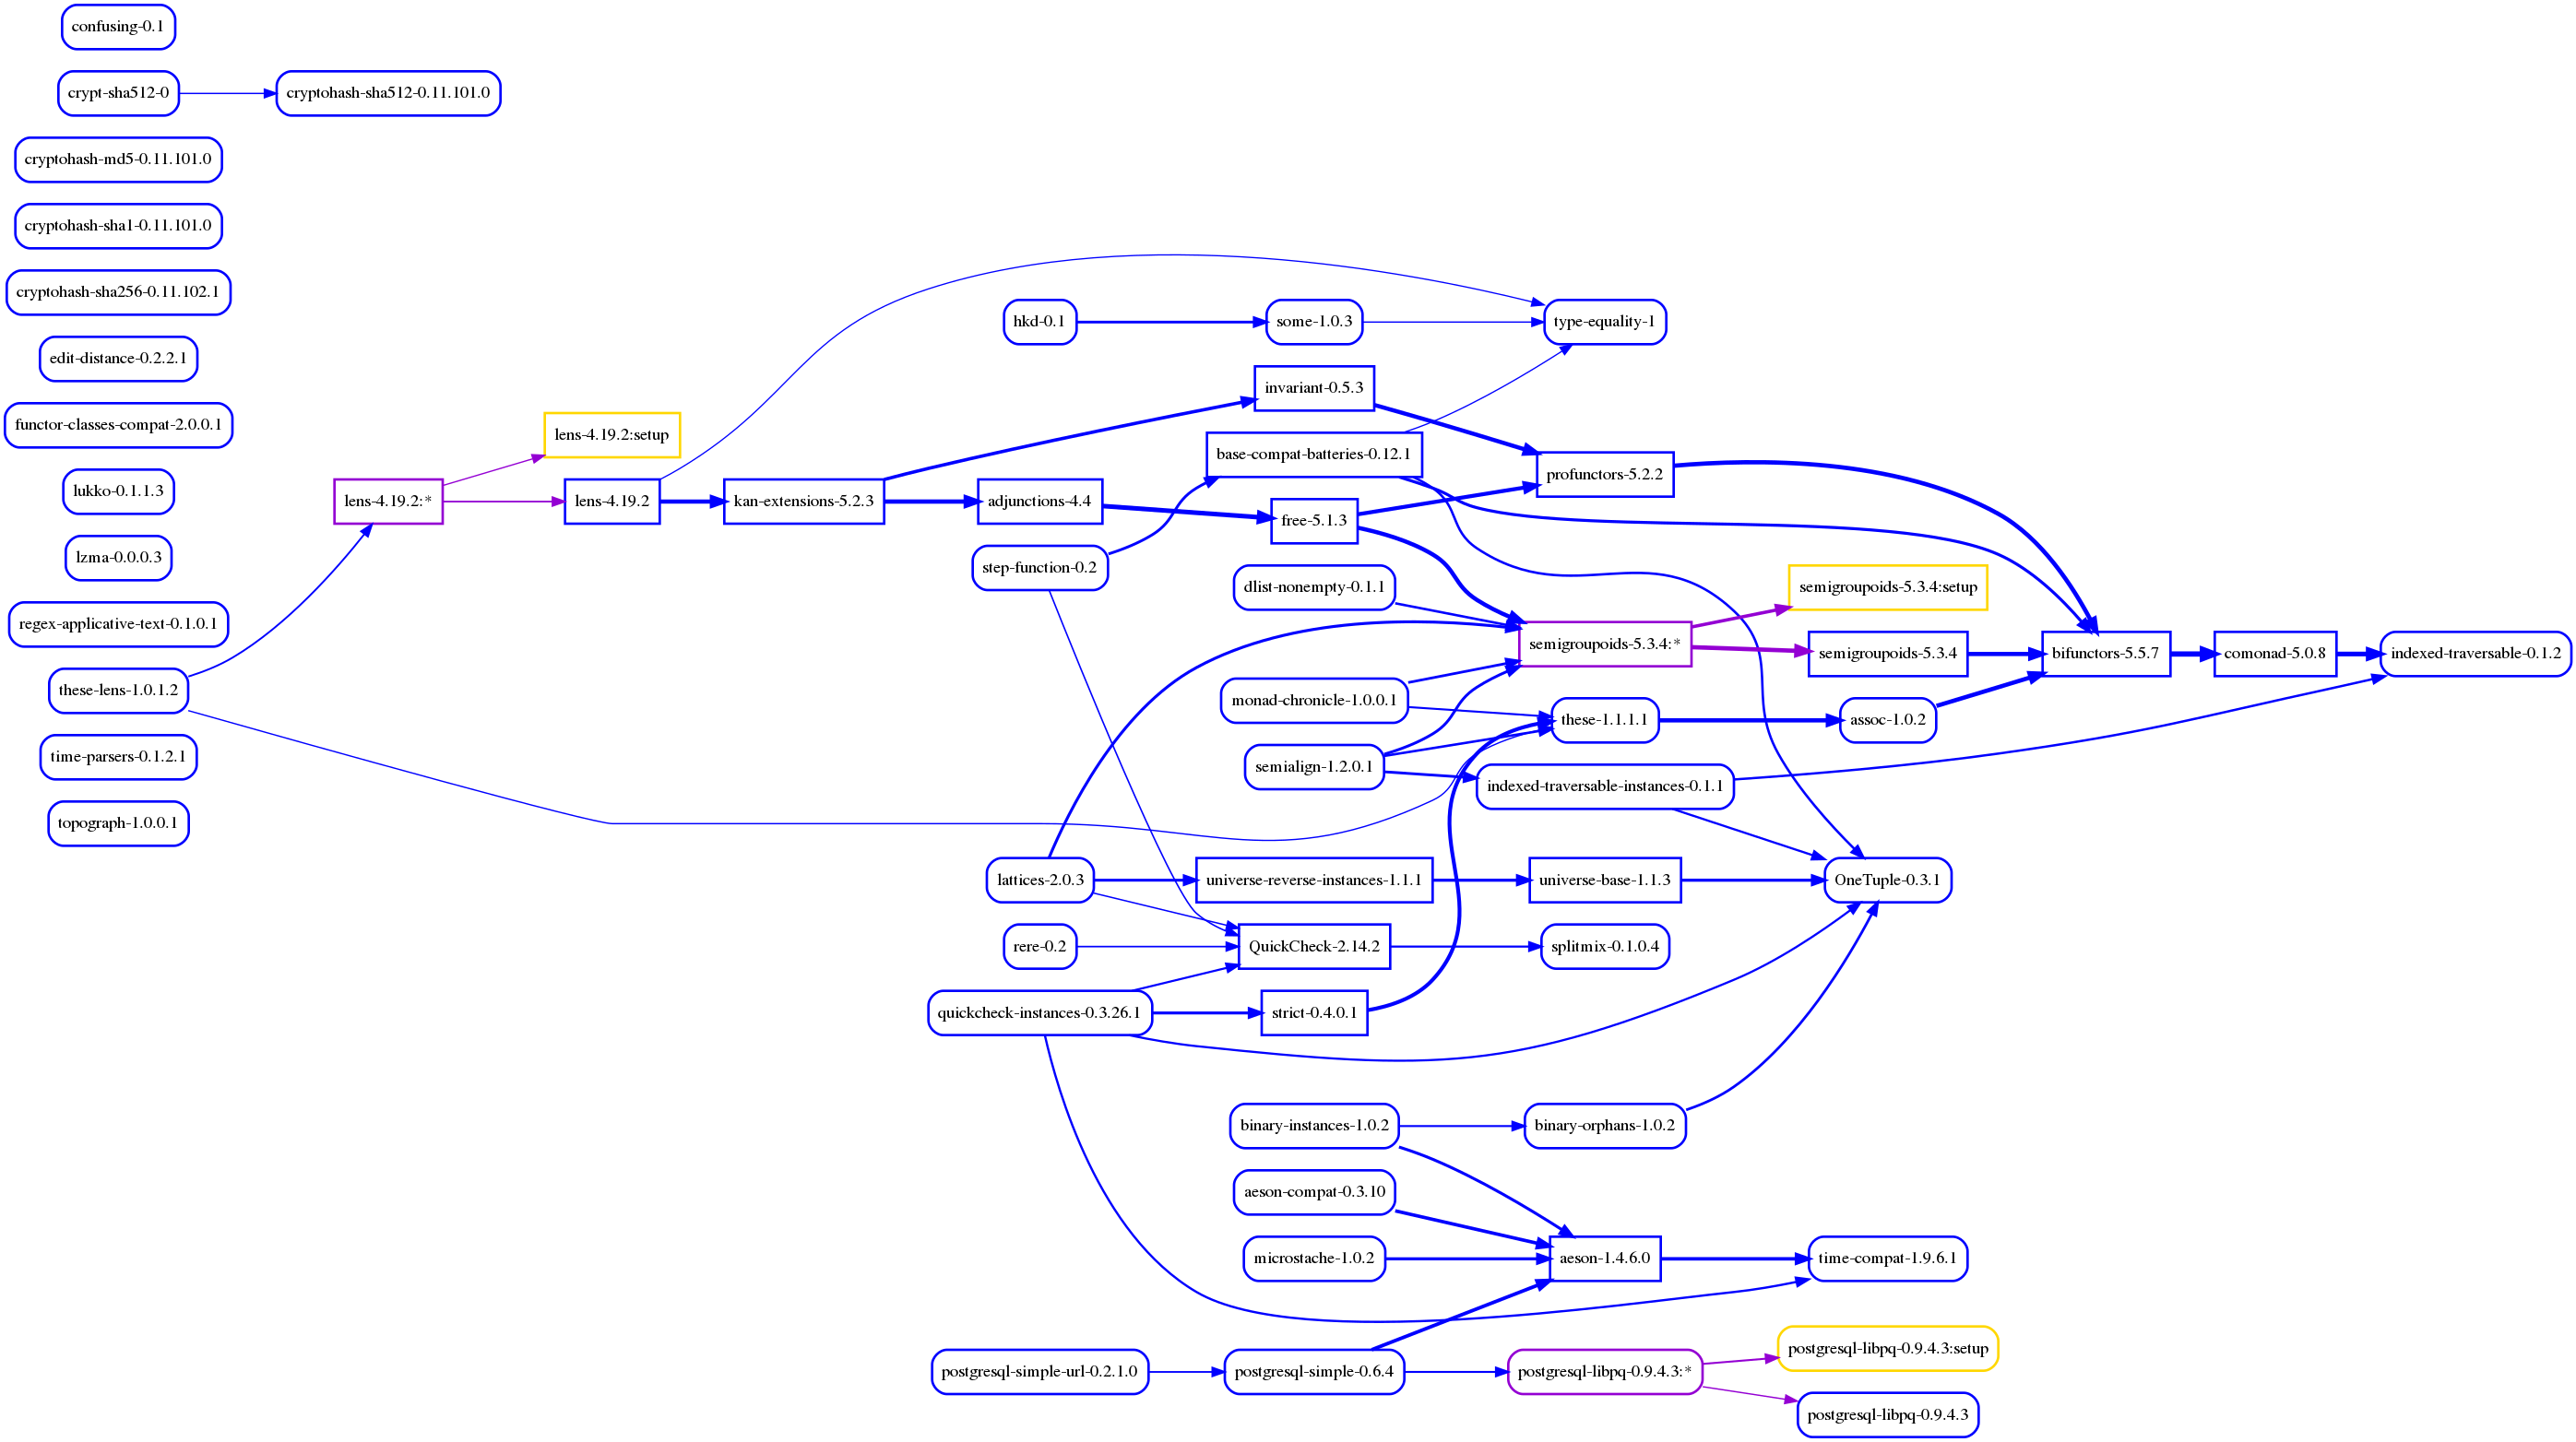 confusing-0.1
crypt-sha512-0
cryptohash-sha512-0.11.101.0
cryptohash-md5-0.11.101.0
cryptohash-sha1-0.11.101.0
cryptohash-sha256-0.11.102.1
edit-distance-0.2.2.1
functor-classes-compat-2.0.0.1
lukko-0.1.1.3
lzma-0.0.0.3
regex-applicative-text-0.1.0.1
these-lens-1.0.1.2
time-parsers-0.1.2.1
topograph-1.0.0.1
lens-4.19.2:*
lens-4.19.2:setup
lens-4.19.2
kan-extensions-5.2.3
adjunctions-4.4
hkd-0.1
some-1.0.3
type-equality-1
invariant-0.5.3
base-compat-batteries-0.12.1
profunctors-5.2.2
free-5.1.3
step-function-0.2
dlist-nonempty-0.1.1
semigroupoids-5.3.4:setup
semigroupoids-5.3.4:*
semigroupoids-5.3.4
bifunctors-5.5.7
comonad-5.0.8
indexed-traversable-0.1.2
monad-chronicle-1.0.0.1
these-1.1.1.1
assoc-1.0.2
semialign-1.2.0.1
indexed-traversable-instances-0.1.1
lattices-2.0.3
universe-reverse-instances-1.1.1
universe-base-1.1.3
OneTuple-0.3.1
rere-0.2
QuickCheck-2.14.2
splitmix-0.1.0.4
quickcheck-instances-0.3.26.1
strict-0.4.0.1
binary-instances-1.0.2
binary-orphans-1.0.2
aeson-compat-0.3.10
microstache-1.0.2
aeson-1.4.6.0
time-compat-1.9.6.1
postgresql-simple-url-0.2.1.0
postgresql-simple-0.6.4
postgresql-libpq-0.9.4.3:*
postgresql-libpq-0.9.4.3:setup
postgresql-libpq-0.9.4.3